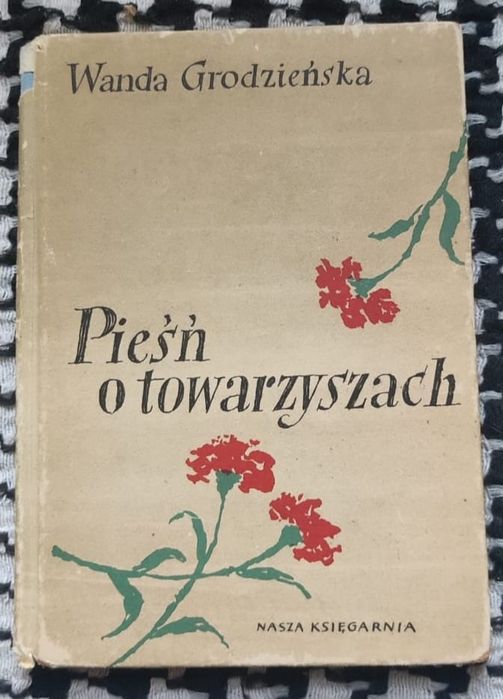 Wanda Grodzieńska
Pieśń
o towarzyszach
NASZA KSIĘGARNIA